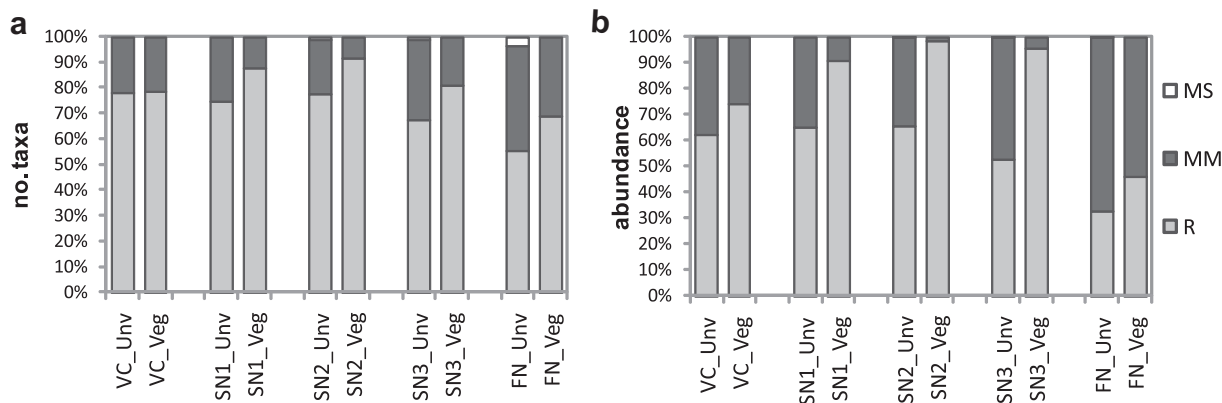 a
no. taxa
100%
90%
80%
70%
60%
50%
40%
30%
20%
10%
0%
VC_Unv
VC_Veg
SN1_Unv
SN1_Veg
SN2_Unv
SN2_Veg
SN3_Unv
SN3_Veg
FN_Unv
FN_Veg
b
abundance
100%
90%
80%
70%
60%
50%
40%
30%
20%
10%
0%
VC_Unv
VC_Veg
SN1_Unv
SN1_Veg
SN2_Unv
SN2_Veg
SN3_Unv
SN3_Veg
FN_Unv
FN_Veg
MS
MM
R